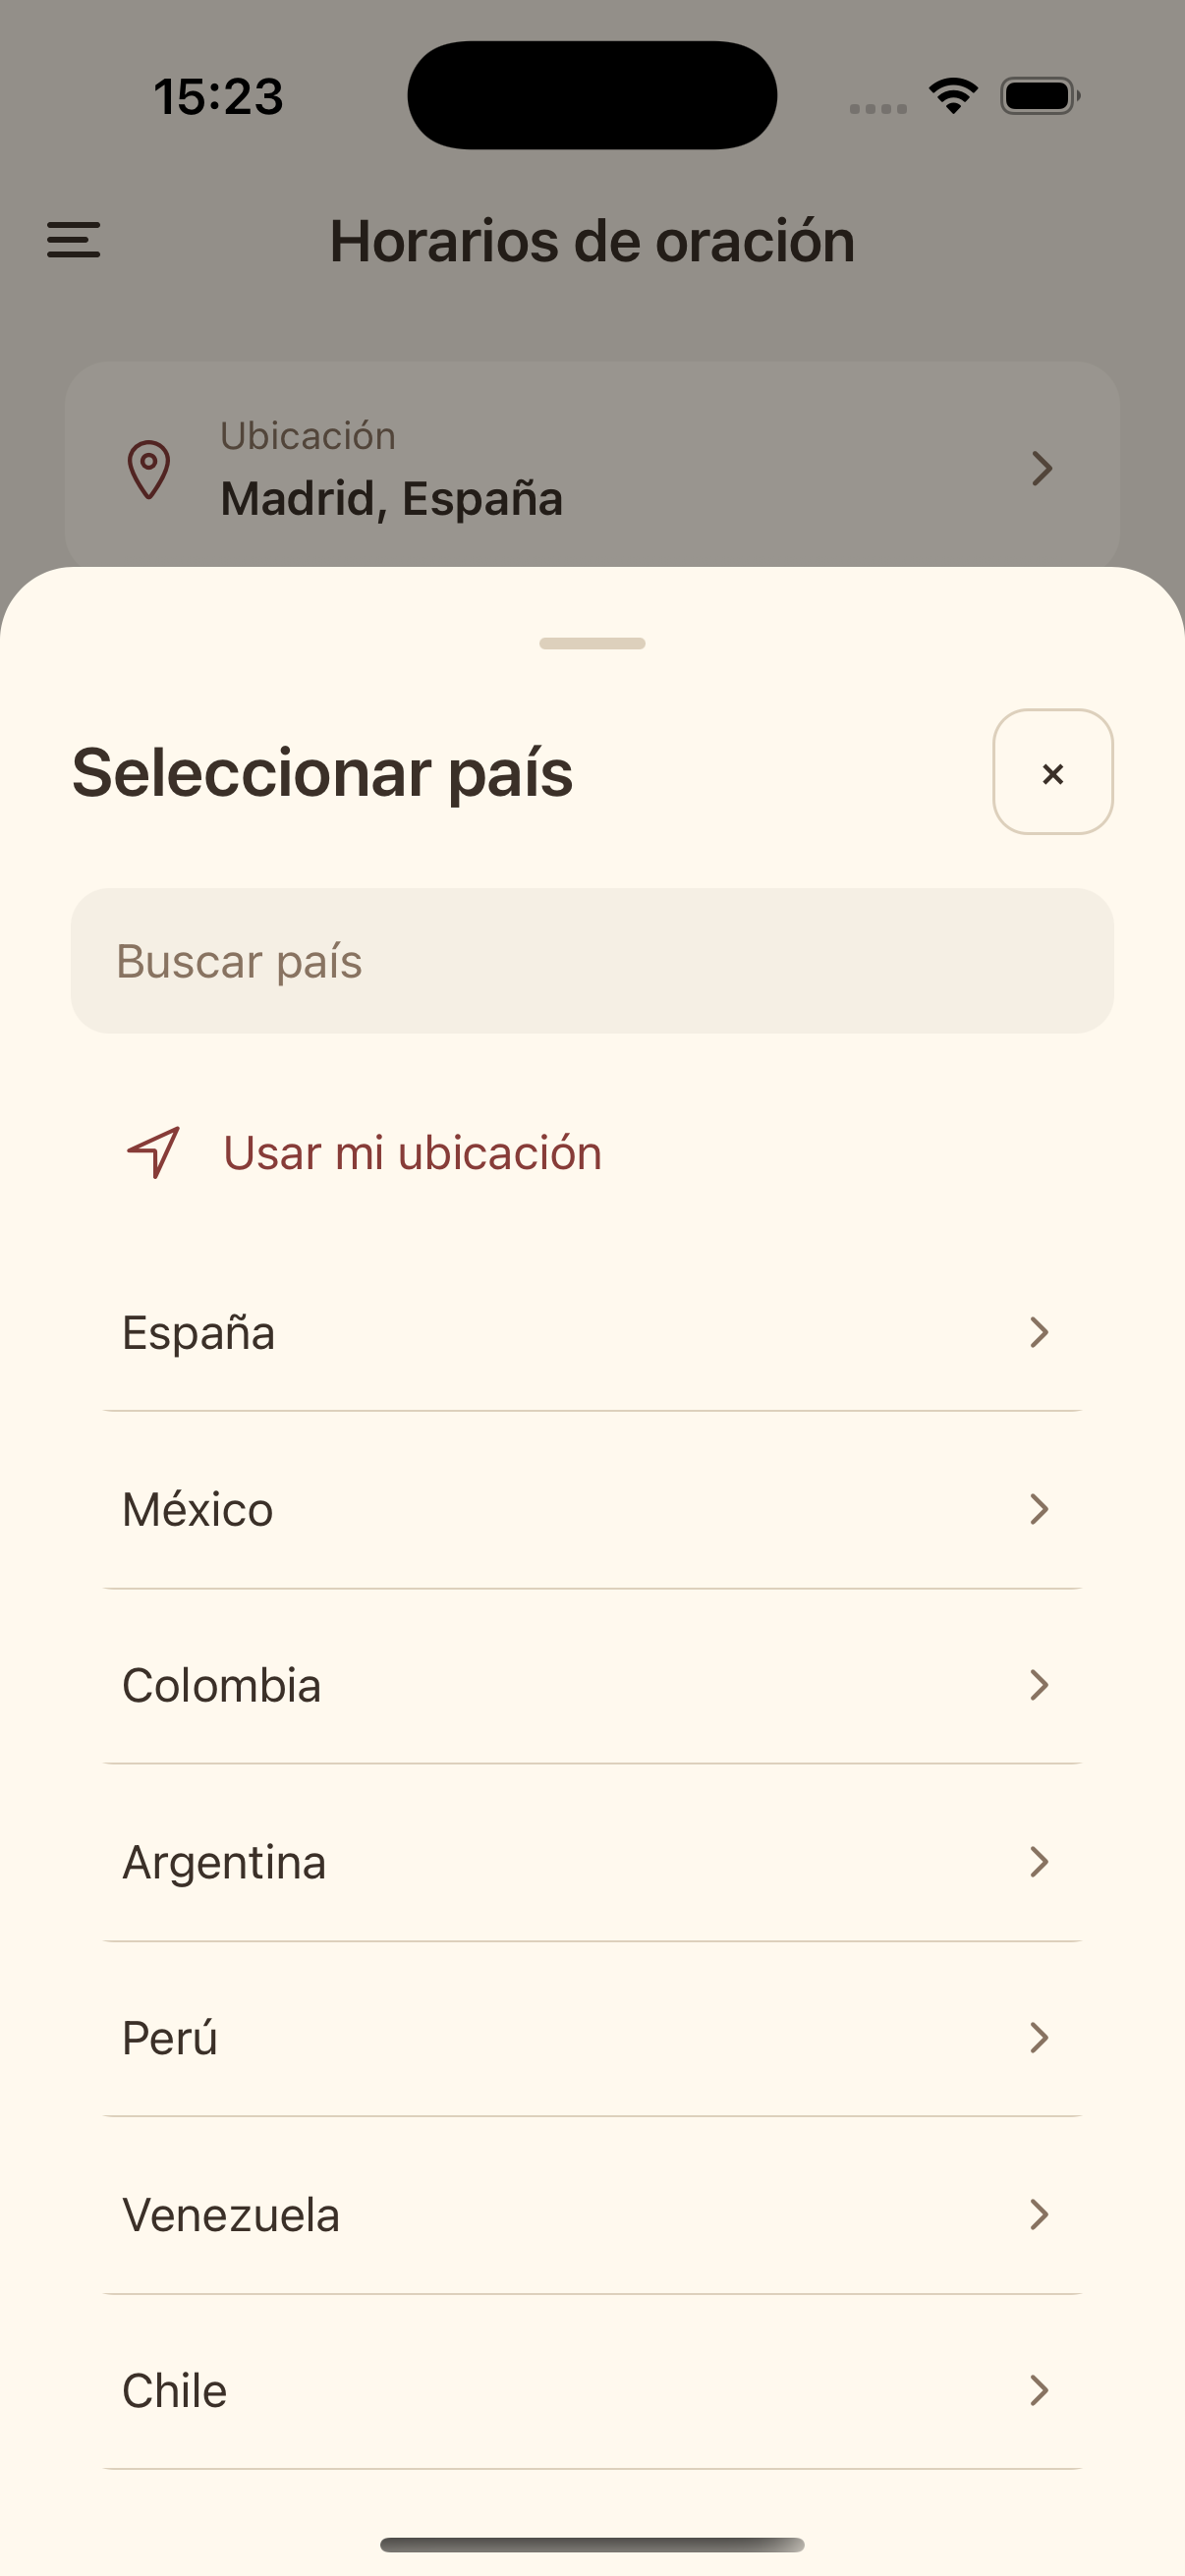 15:23
Horarios de oración
Ubicación
Madrid, España
Seleccionar país
×
Buscar país
Usar mi ubicación
España
México
Colombia
Argentina
Perú
Venezuela
Chile